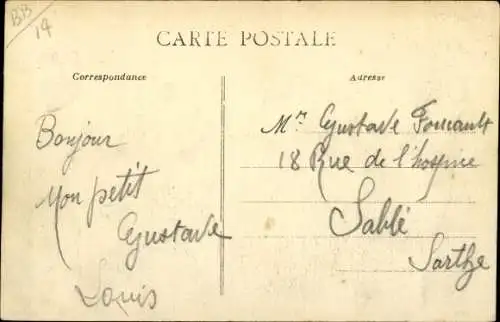 BB
14
CARTE POSTALE
Correspondance
Adresse
Bonjour
Mon petit
Gustave
Louis
Mr Gustave Foucault
18 Rue de l'hospice
Sablé
Sarthe